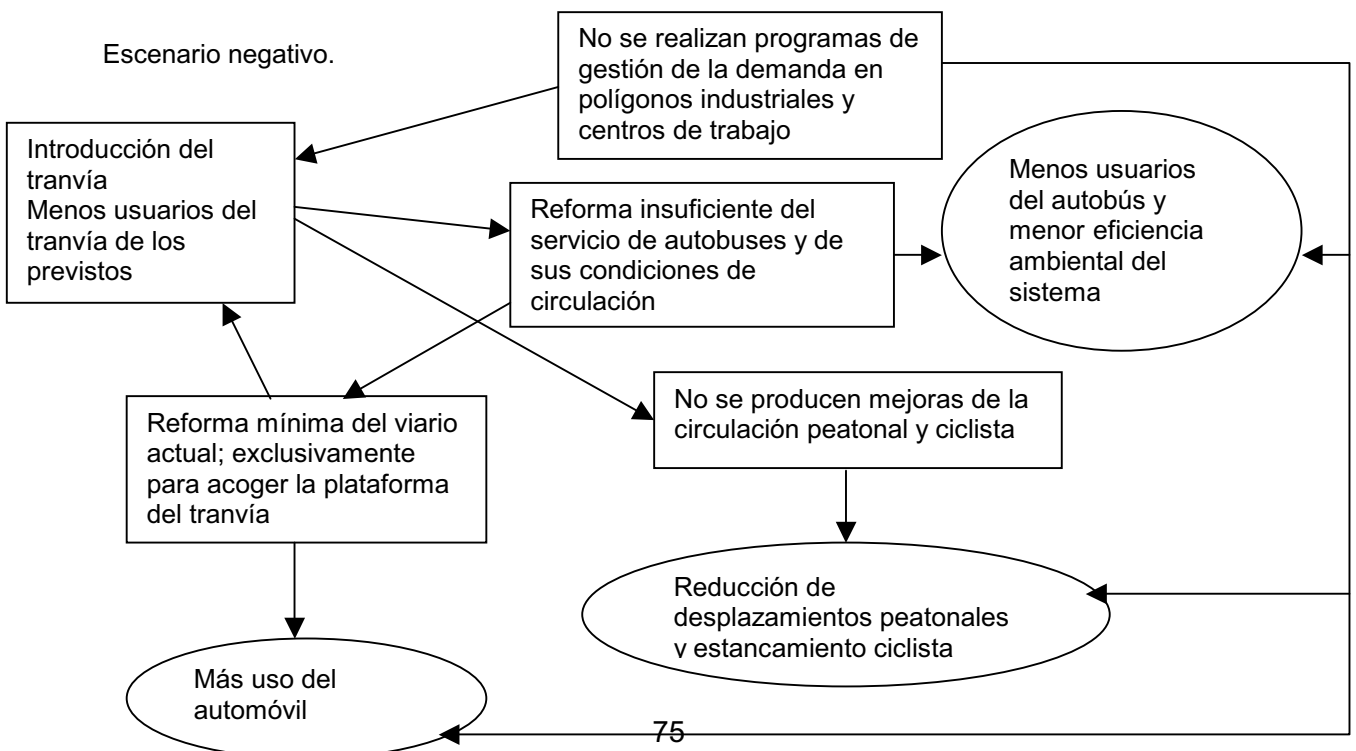 Escenario negativo.
No se realizan programas de
gestión de la demanda en
polígonos industriales y
centros de trabajo
Introducción del
tranvía
Menos usuarios del
tranvía de los
previstos
Reforma insuficiente del
servicio de autobuses y de
sus condiciones de
circulación
Menos usuarios
del autobús y
menor eficiencia
ambiental del
sistema
Reforma mínima del viario
actual; exclusivamente
para acoger la plataforma
del tranvía
No se producen mejoras de la
circulación peatonal y ciclista
Reducción de
desplazamientos peatonales
y estancamiento ciclista
Más uso del
automóvil
75